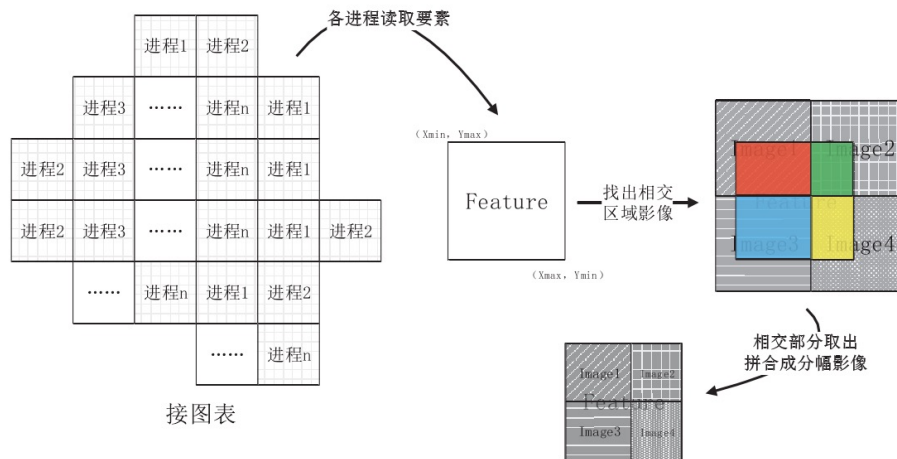 进程1 进程2
进程3 …… 进程n 进程1
进程2 进程3 …… 进程n 进程1
进程2 进程3 …… 进程n 进程1 进程2
…… 进程n 进程1 进程2
…… 进程n
接图表
各进程读取要素
(Xmin, Ymax)
Feature
(Xmax, Ymin)
找出相交
区域影像
Image1 Image2
Feature
Image3 Image4
相交部分取出
拼合成分幅影像
Image1 Image2
Feature
Image3 Image4